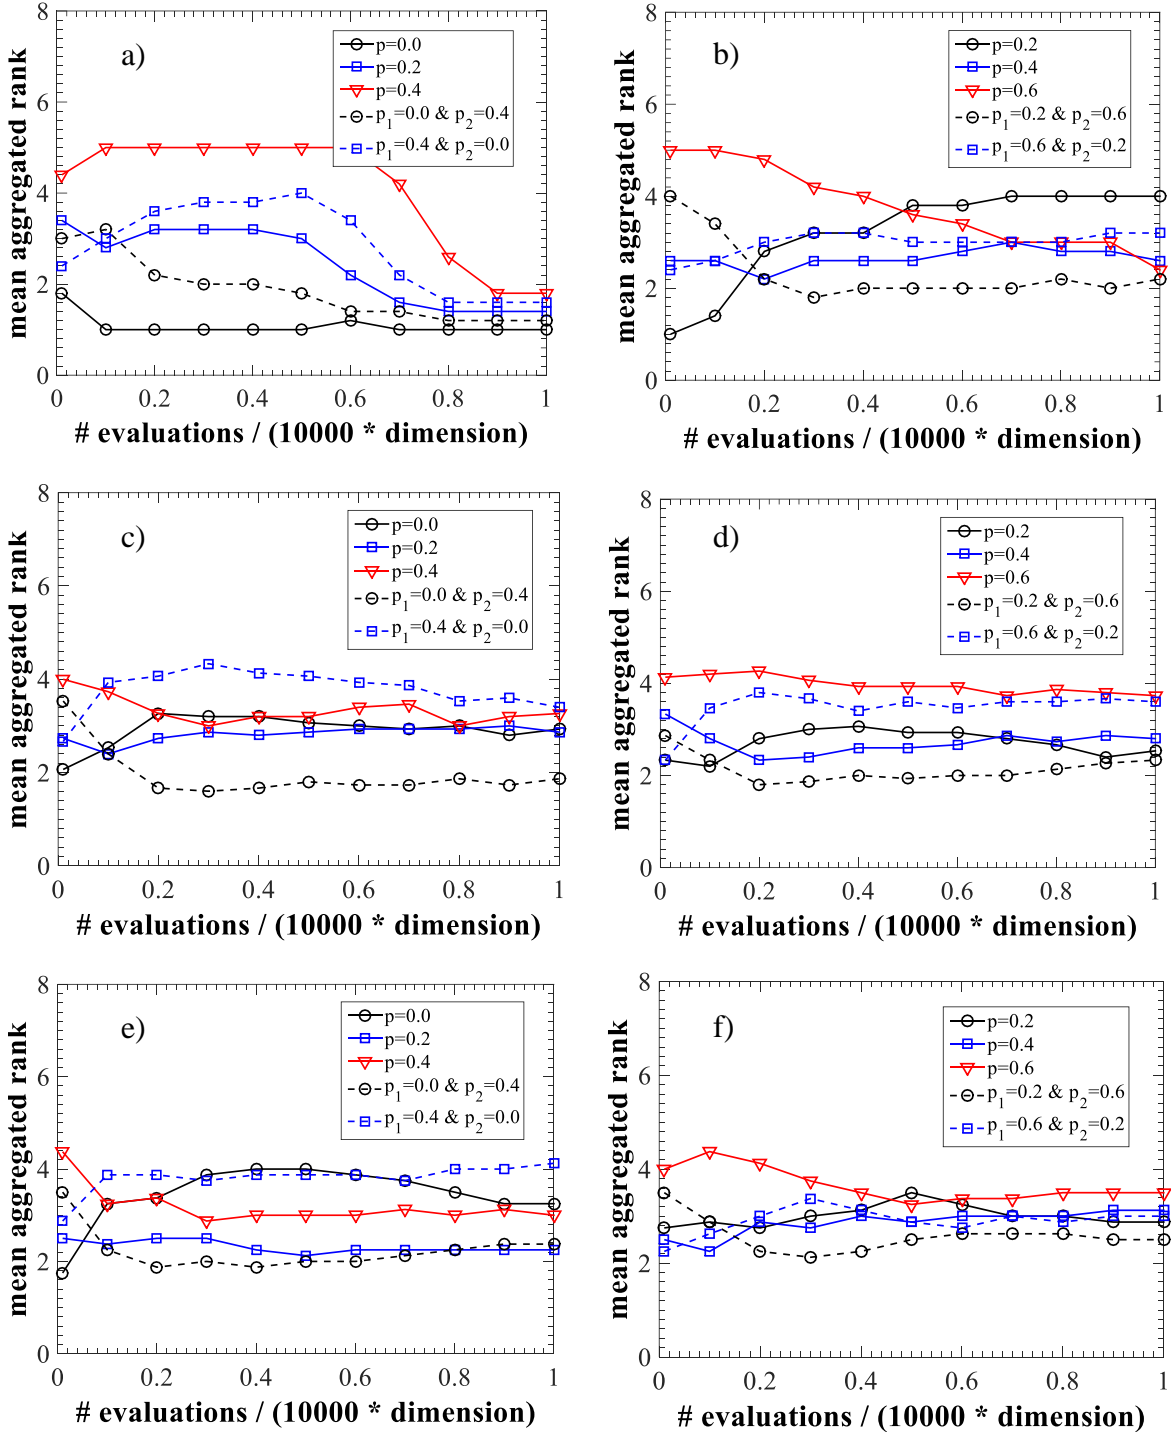 a)
mean aggregated rank
8
6
4
2
0
p=0.0
p=0.2
p=0.4
p1=0.0 & p2=0.4
p1=0.4 & p2=0.0
0 0.2 0.4 0.6 0.8 1
# evaluations / (10000 * dimension)
b)
mean aggregated rank
8
6
4
2
0
p=0.2
p=0.4
p=0.6
p1=0.2 & p2=0.6
p1=0.6 & p2=0.2
0 0.2 0.4 0.6 0.8 1
# evaluations / (10000 * dimension)
c)
mean aggregated rank
8
6
4
2
0
p=0.0
p=0.2
p=0.4
p1=0.0 & p2=0.4
p1=0.4 & p2=0.0
0 0.2 0.4 0.6 0.8 1
# evaluations / (10000 * dimension)
d)
mean aggregated rank
8
6
4
2
0
p=0.2
p=0.4
p=0.6
p1=0.2 & p2=0.6
p1=0.6 & p2=0.2
0 0.2 0.4 0.6 0.8 1
# evaluations / (10000 * dimension)
e)
mean aggregated rank
8
6
4
2
0
p=0.0
p=0.2
p=0.4
p1=0.0 & p2=0.4
p1=0.4 & p2=0.0
0 0.2 0.4 0.6 0.8 1
# evaluations / (10000 * dimension)
f)
mean aggregated rank
8
6
4
2
0
p=0.2
p=0.4
p=0.6
p1=0.2 & p2=0.6
p1=0.6 & p2=0.2
0 0.2 0.4 0.6 0.8 1
# evaluations / (10000 * dimension)